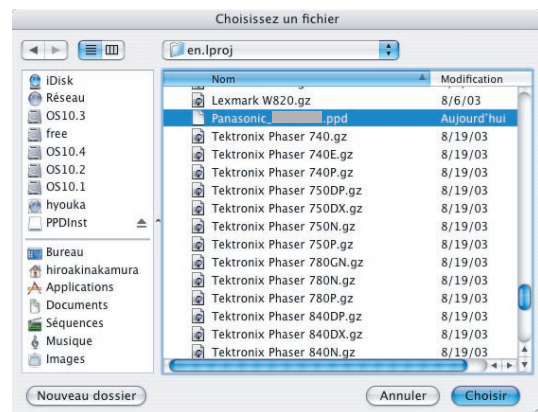 Choisissez un fichier
en.lproj
iDisk
Réseau
OS10.3
free
OS10.4
OS10.2
OS10.1
hyouka
PPDInst
Bureau
hiroakinakamura
Applications
Documents
Séquences
Musique
Images
Nom Modification
Lexmark W820.gz 8/6/03
Panasonic_ .ppd Aujourd'hui
Tektronix Phaser 740.gz 8/19/03
Tektronix Phaser 740E.gz 8/19/03
Tektronix Phaser 740P.gz 8/19/03
Tektronix Phaser 750DP.gz 8/19/03
Tektronix Phaser 750DX.gz 8/19/03
Tektronix Phaser 750N.gz 8/19/03
Tektronix Phaser 750P.gz 8/19/03
Tektronix Phaser 780GN.gz 8/19/03
Tektronix Phaser 780N.gz 8/19/03
Tektronix Phaser 780P.gz 8/19/03
Tektronix Phaser 840DP.gz 8/19/03
Tektronix Phaser 840DX.gz 8/19/03
Tektronix Phaser 840N.gz 8/19/03
Nouveau dossier Annuler Choisir